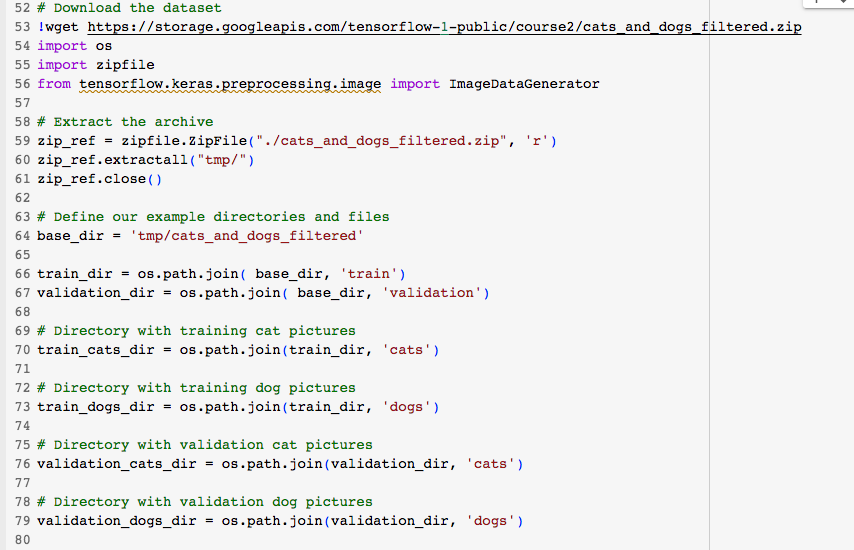 52 # Download the dataset
53 !wget https://storage.googleapis.com/tensorflow-1-public/course2/cats_and_dogs_filtered.zip
54 import os
55 import zipfile
56 from tensorflow.keras.preprocessing.image import ImageDataGenerator
57
58 # Extract the archive
59 zip_ref = zipfile.ZipFile("./cats_and_dogs_filtered.zip", 'r')
60 zip_ref.extractall("tmp/")
61 zip_ref.close()
62
63 # Define our example directories and files
64 base_dir = 'tmp/cats_and_dogs_filtered'
65
66 train_dir = os.path.join( base_dir, 'train')
67 validation_dir = os.path.join( base_dir, 'validation')
68
69 # Directory with training cat pictures
70 train_cats_dir = os.path.join(train_dir, 'cats')
71
72 # Directory with training dog pictures
73 train_dogs_dir = os.path.join(train_dir, 'dogs')
74
75 # Directory with validation cat pictures
76 validation_cats_dir = os.path.join(validation_dir, 'cats')
77
78 # Directory with validation dog pictures
79 validation_dogs_dir = os.path.join(validation_dir, 'dogs')
80